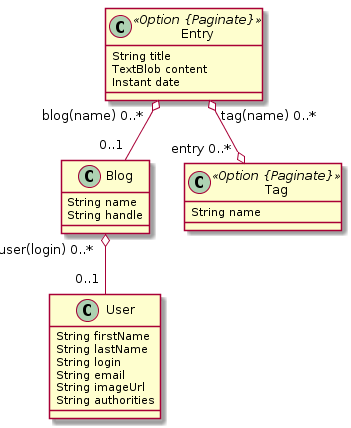 C «Option {Paginate}»
Entry
String title
TextBlob content
Instant date
blog(name) 0..*
tag(name) 0..*
0..1
entry 0..*
C Blog
String name
String handle
C «Option {Paginate}»
Tag
String name
user(login) 0..*
0..1
C User
String firstName
String lastName
String login
String email
String imageUrl
String authorities